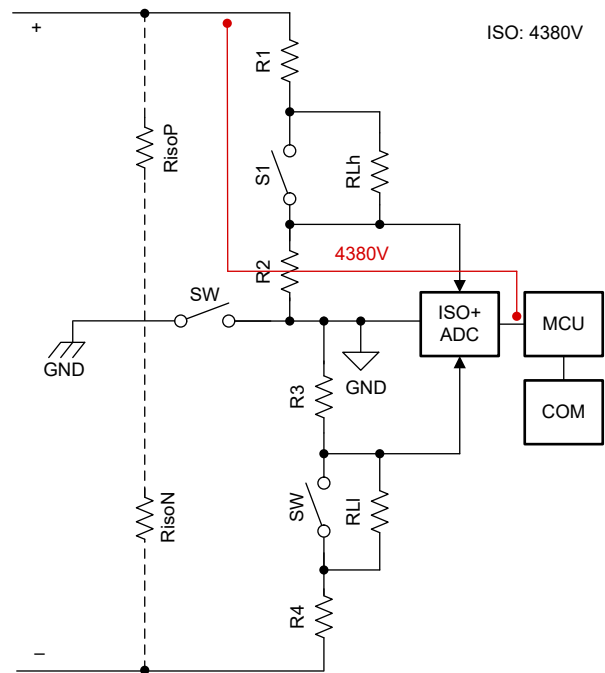 +
ISO: 4380V
R1
RisoP
S1
RLh
R2
4380V
SW
ISO+
ADC
MCU
GND
GND
R3
COM
RisoN
SW
RLl
R4
–